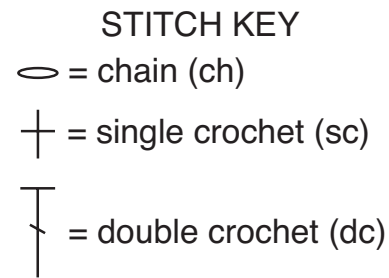 STITCH KEY
= chain (ch)
= single crochet (sc)
= double crochet (dc)